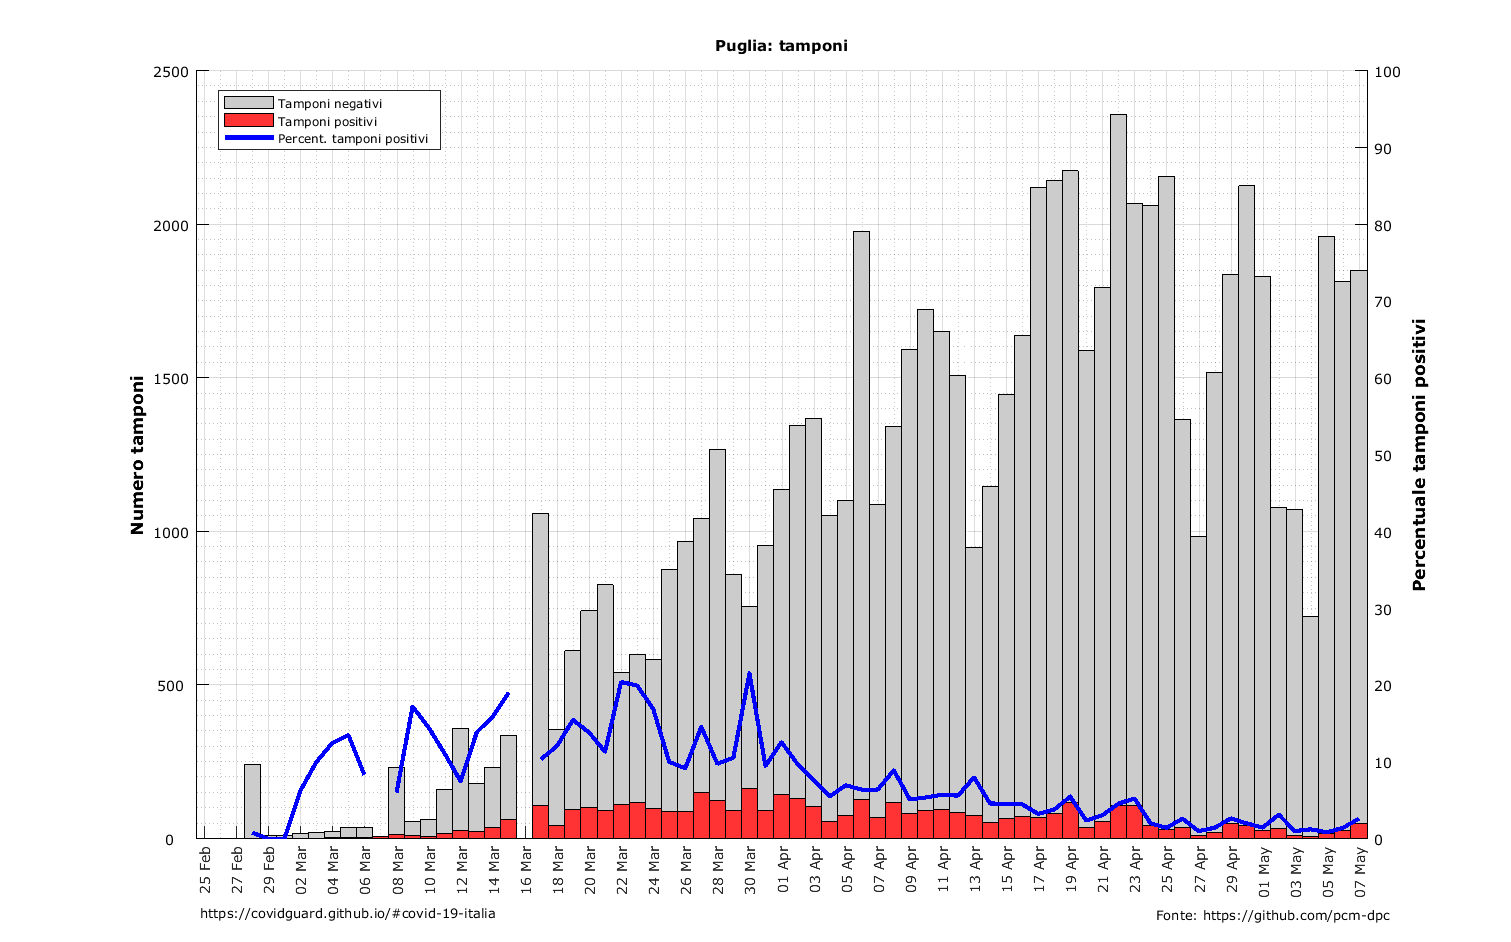 Puglia: tamponi
Tamponi negativi
Tamponi positivi
Percent. tamponi positivi
Numero tamponi
2500
2000
1500
1000
500
0
Percentuale tamponi positivi
100
90
80
70
60
50
40
30
20
10
0
25 Feb
27 Feb
29 Feb
02 Mar
04 Mar
06 Mar
08 Mar
10 Mar
12 Mar
14 Mar
16 Mar
18 Mar
20 Mar
22 Mar
24 Mar
26 Mar
28 Mar
30 Mar
01 Apr
03 Apr
05 Apr
07 Apr
09 Apr
11 Apr
13 Apr
15 Apr
17 Apr
19 Apr
21 Apr
23 Apr
25 Apr
27 Apr
29 Apr
01 May
03 May
05 May
07 May
https://covidguard.github.io/#covid-19-italia
Fonte: https://github.com/pcm-dpc